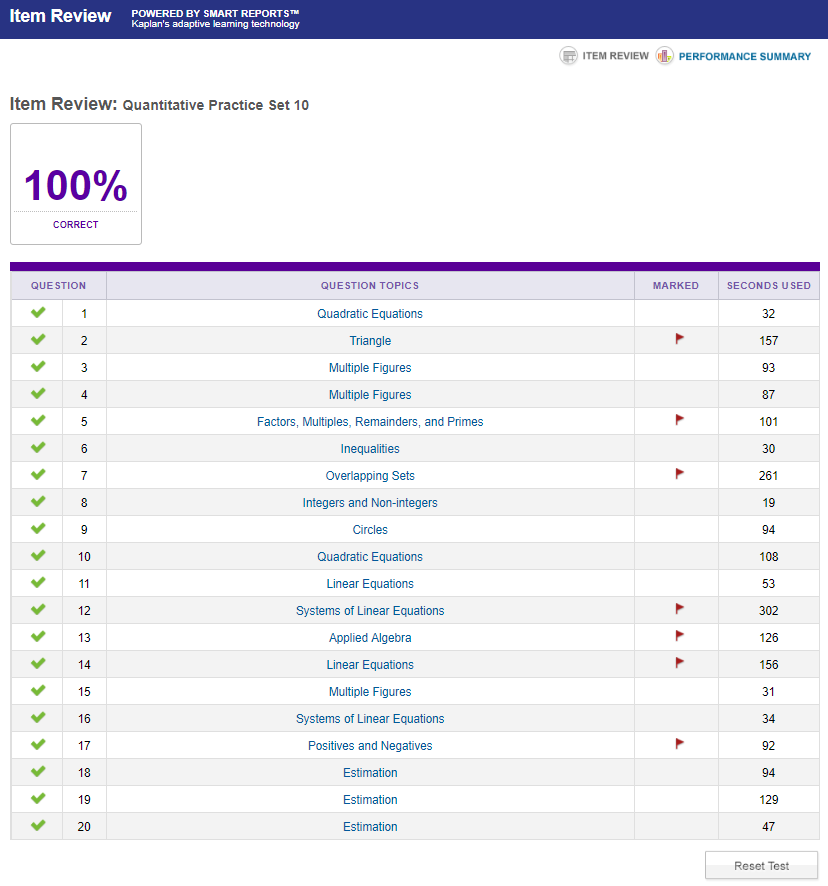 Item Review POWERED BY SMART REPORTS™
Kaplan's adaptive learning technology
ITEM REVIEW PERFORMANCE SUMMARY
Item Review: Quantitative Practice Set 10
100%
CORRECT
QUESTION QUESTION TOPICS MARKED SECONDS USED
1 Quadratic Equations 32
2 Triangle 157
3 Multiple Figures 93
4 Multiple Figures 87
5 Factors, Multiples, Remainders, and Primes 101
6 Inequalities 30
7 Overlapping Sets 261
8 Integers and Non-integers 19
9 Circles 94
10 Quadratic Equations 108
11 Linear Equations 53
12 Systems of Linear Equations 302
13 Applied Algebra 126
14 Linear Equations 156
15 Multiple Figures 31
16 Systems of Linear Equations 34
17 Positives and Negatives 92
18 Estimation 94
19 Estimation 129
20 Estimation 47
Reset Test